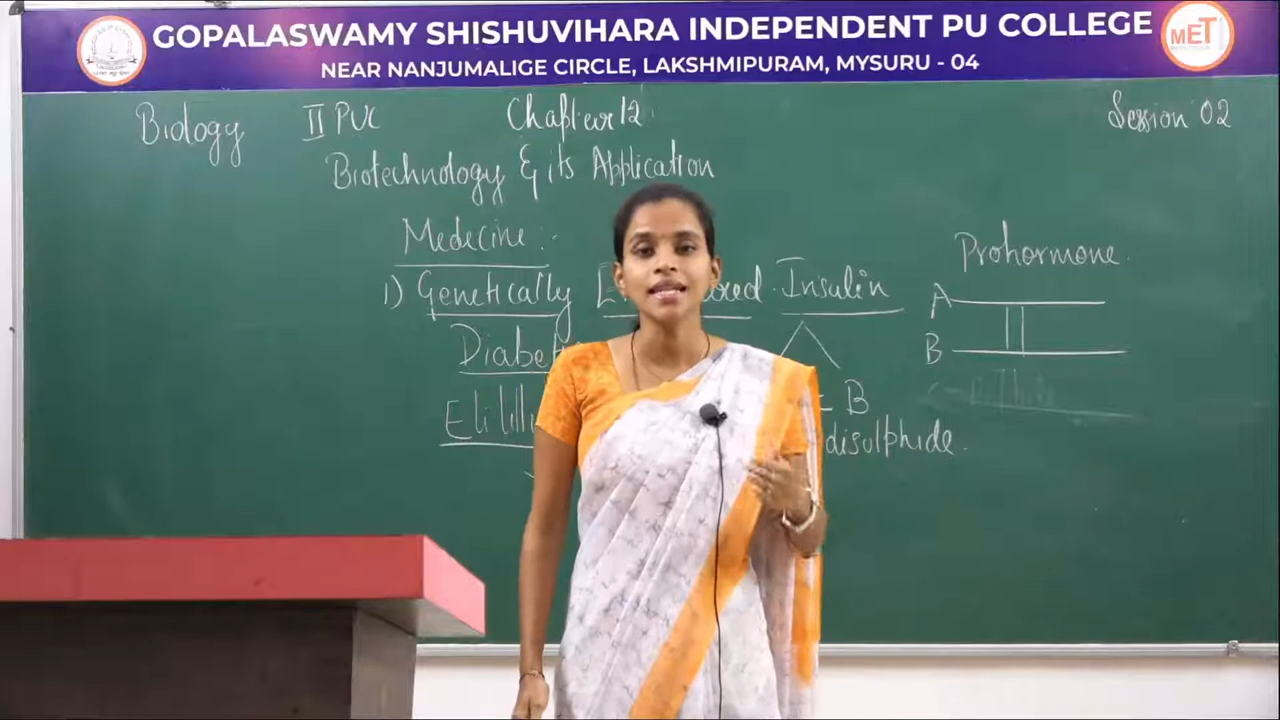 GOPALASWAMY SHISHUVIHARA INDEPENDENT PU COLLEGE
NEAR NANJUMALIGE CIRCLE, LAKSHMIPURAM, MYSURU - 04
MET
Biology II PUC Chapter 12 Session 02
Biotechnology & its Application
Medecine :-
1) Genetically Insulin
Prohormone
A
B
B
disulphide.